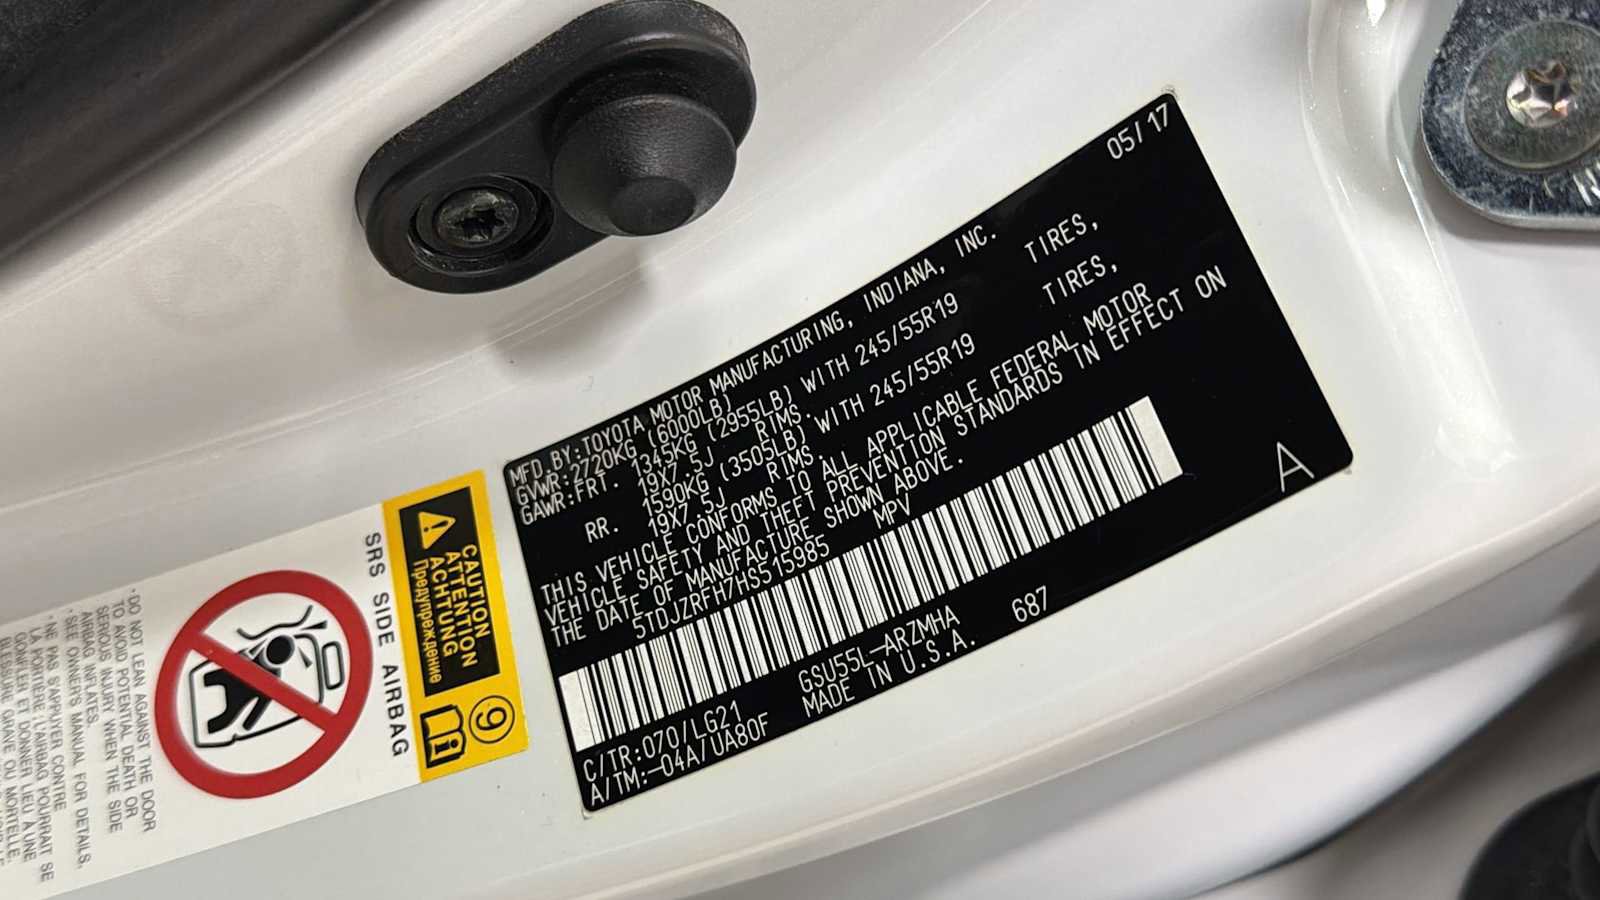 05/17
MFD.BY:TOYOTA MOTOR MANUFACTURING, INDIANA, INC.
GVWR:2720KG (6000LB)
GAWR:FRT. 1345KG (2955LB) WITH 245/55R19 TIRES,
19X7.5J RIMS.
RR. 1590KG (3505LB) WITH 245/55R19 TIRES,
19X7.5J RIMS.
THIS VEHICLE CONFORMS TO ALL APPLICABLE FEDERAL MOTOR
VEHICLE SAFETY AND THEFT PREVENTION STANDARDS IN EFFECT ON
THE DATE OF MANUFACTURE SHOWN ABOVE.
5TDJZRFH7HS515985 MPV
A
C/TR:070/LG21 GSU55L-ARZMHA 687
A/TM:-04A/UA80F MADE IN U.S.A.
CAUTION
ATTENTION
ACHTUNG
Предупреждение
9
SRS SIDE AIRBAG
·DO NOT LEAN AGAINST THE DOOR
TO AVOID POTENTIAL DEATH OR
SERIOUS INJURY WHEN THE SIDE
AIRBAG INFLATES.
·SEE OWNER'S MANUAL FOR DETAILS.
·NE PAS S'APPUYER CONTRE
LA PORTIERE; L'AIRBAG POURRAIT SE
GONFLER ET DONNER LIEU À UNE
BLESSURE GRAVE OU MORTELLE.